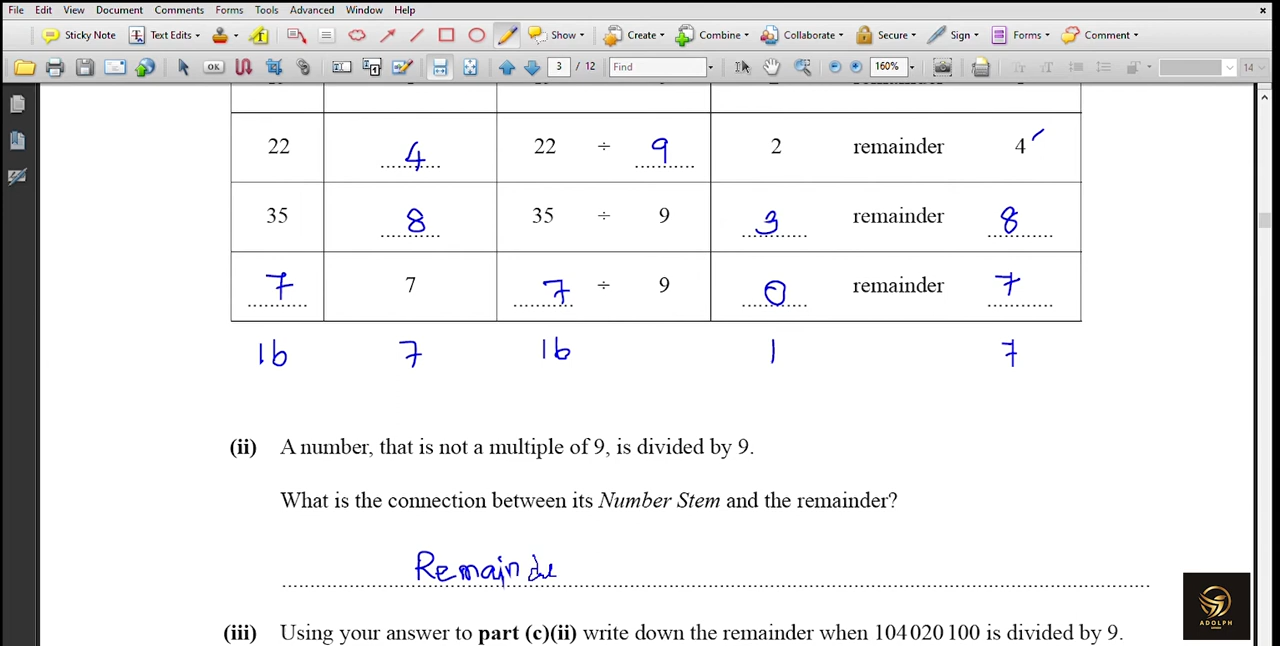 File Edit View Document Comments Forms Tools Advanced Window Help
Sticky Note Text Edits Show Create Combine Collaborate Secure Sign Forms Comment
OK 3 / 12 Find 160% 14
22 4 22 ÷ 9 2 remainder 4
35 8 35 ÷ 9 3 remainder 8
7 7 7 ÷ 9 0 remainder 7
16 7 16 1 7
(ii) A number, that is not a multiple of 9, is divided by 9.
What is the connection between its Number Stem and the remainder?
Remainde
(iii) Using your answer to part (c)(ii) write down the remainder when 104 020 100 is divided by 9.
ADOLPH